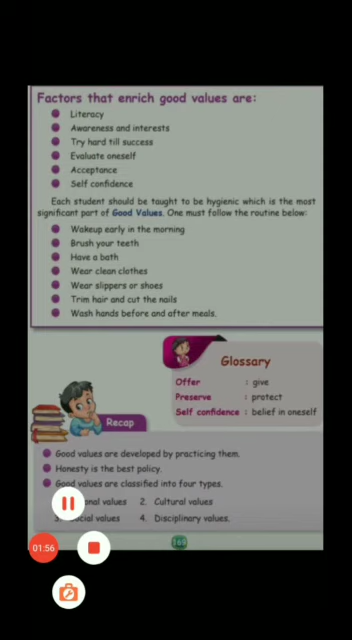 Factors that enrich good values are:
Literacy
Awareness and interests
Try hard till success
Evaluate oneself
Acceptance
Self confidence
Each student should be taught to be hygienic which is the most
significant part of Good Values. One must follow the routine below:
Wakeup early in the morning
Brush your teeth
Have a bath
Wear clean clothes
Wear slippers or shoes
Trim hair and cut the nails
Wash hands before and after meals.
Glossary
Offer : give
Preserve : protect
Self confidence : belief in oneself
Recap
Good values are developed by practicing them.
Honesty is the best policy.
Good values are classified into four types.
values 2. Cultural values
values 4. Disciplinary values.
01:56
165